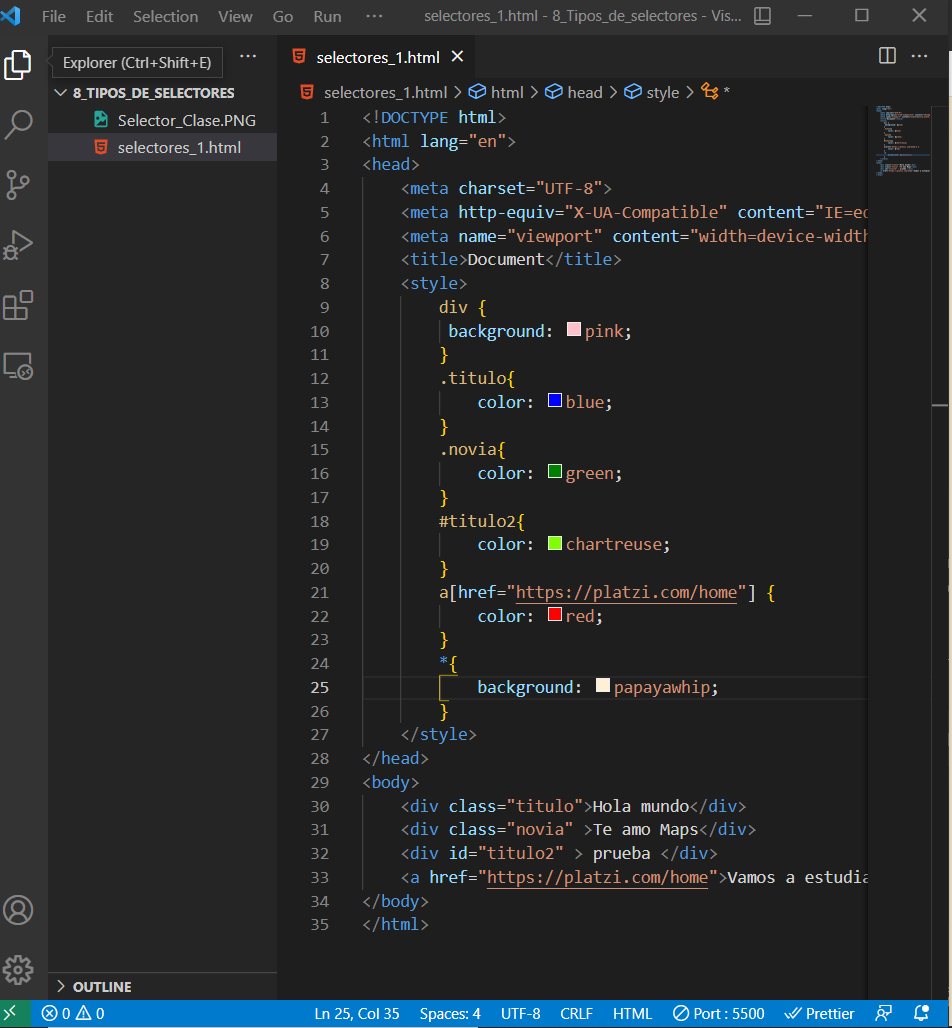 File Edit Selection View Go Run ··· selectores_1.html - 8_Tipos_de_selectores - Vis...
Explorer (Ctrl+Shift+E) ···
8_TIPOS_DE_SELECTORES
Selector_Clase.PNG
selectores_1.html
OUTLINE
selectores_1.html
selectores_1.html > html > head > style > *
1 <!DOCTYPE html>
2 <html lang="en">
3 <head>
4 <meta charset="UTF-8">
5 <meta http-equiv="X-UA-Compatible" content="IE=ed
6 <meta name="viewport" content="width=device-width
7 <title>Document</title>
8 <style>
9 div {
10 background: pink;
11 }
12 .titulo{
13 color: blue;
14 }
15 .novia{
16 color: green;
17 }
18 #titulo2{
19 color: chartreuse;
20 }
21 a[href="https://platzi.com/home"] {
22 color: red;
23 }
24 *{
25 background: papayawhip;
26 }
27 </style>
28 </head>
29 <body>
30 <div class="titulo">Hola mundo</div>
31 <div class="novia" >Te amo Maps</div>
32 <div id="titulo2" > prueba </div>
33 <a href="https://platzi.com/home">Vamos a estudia
34 </body>
35 </html>
0 0 Ln 25, Col 35 Spaces: 4 UTF-8 CRLF HTML Port : 5500 Prettier